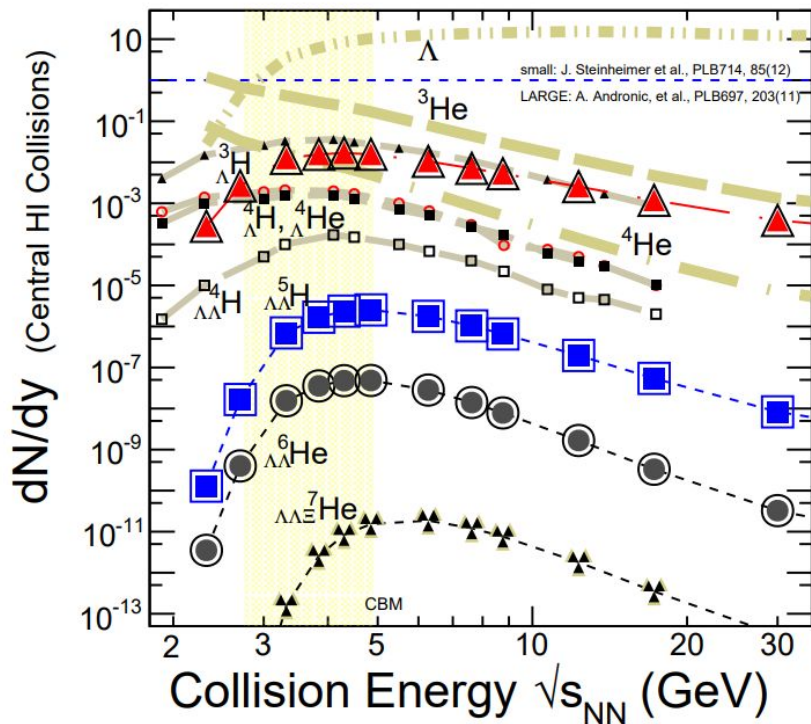 dN/dy (Central HI Collisions)
10
10⁻¹
10⁻³
10⁻⁵
10⁻⁷
10⁻⁹
10⁻¹¹
10⁻¹³
Λ
small: J. Steinheimer et al., PLB714, 85(12)
LARGE: A. Andronic, et al., PLB697, 203(11)
³He
³ΛH
⁴ΛH, ⁴ΛHe
⁴He
⁴ΛΛH
⁵ΛΛH
⁶ΛΛHe
⁷ΛΛΞHe
CBM
2 3 4 5 10 20 30
Collision Energy √sNN (GeV)